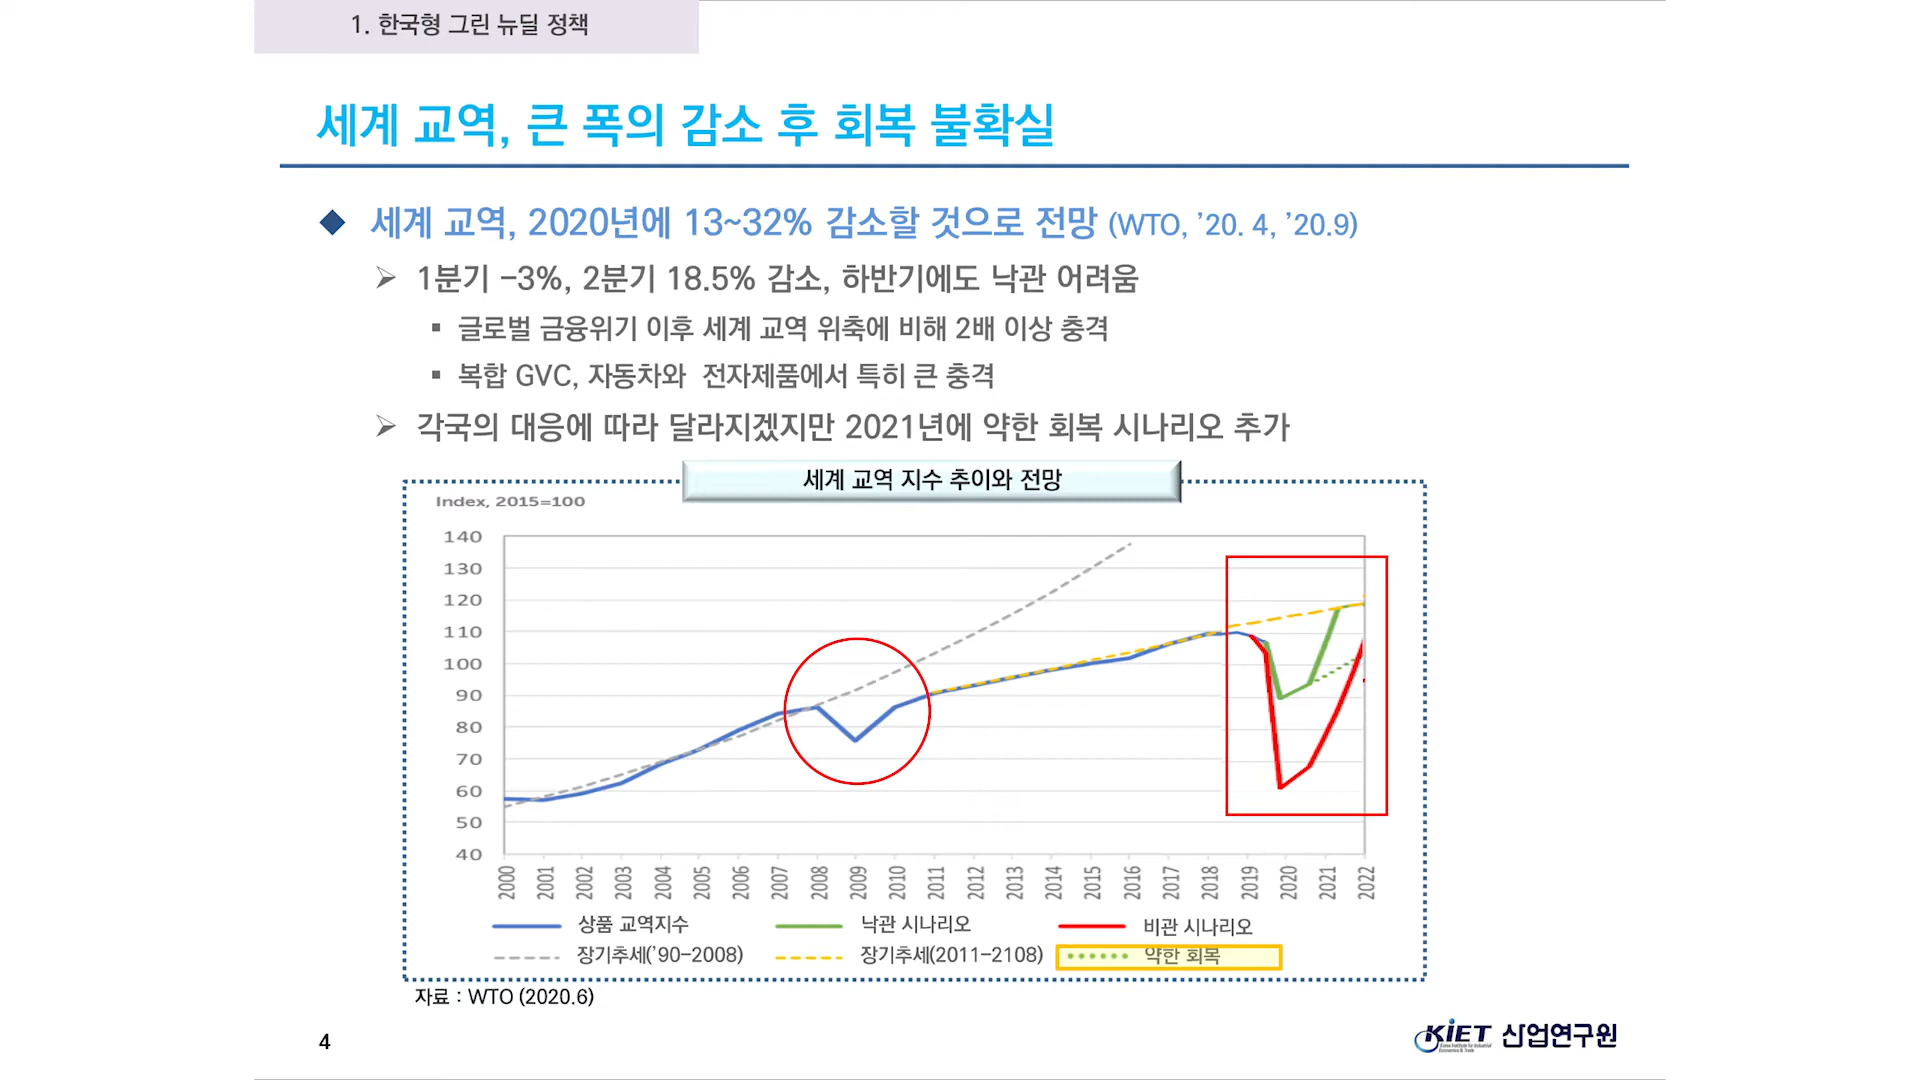 1. 한국형 그린 뉴딜 정책
세계 교역, 큰 폭의 감소 후 회복 불확실
◆ 세계 교역, 2020년에 13~32% 감소할 것으로 전망 (WTO, ’20. 4, ’20.9)
➢ 1분기 –3%, 2분기 18.5% 감소, 하반기에도 낙관 어려움
▪ 글로벌 금융위기 이후 세계 교역 위축에 비해 2배 이상 충격
▪ 복합 GVC, 자동차와 전자제품에서 특히 큰 충격
➢ 각국의 대응에 따라 달라지겠지만 2021년에 약한 회복 시나리오 추가
세계 교역 지수 추이와 전망
Index, 2015=100
140
130
120
110
100
90
80
70
60
50
40
2000 2001 2002 2003 2004 2005 2006 2007 2008 2009 2010 2011 2012 2013 2014 2015 2016 2017 2018 2019 2020 2021 2022
상품 교역지수 낙관 시나리오 비관 시나리오
장기추세(’90–2008) 장기추세(2011–2108) 약한 회복
자료 : WTO (2020.6)
4
KIET 산업연구원
Korea Institute for Industrial
Economics & Trade